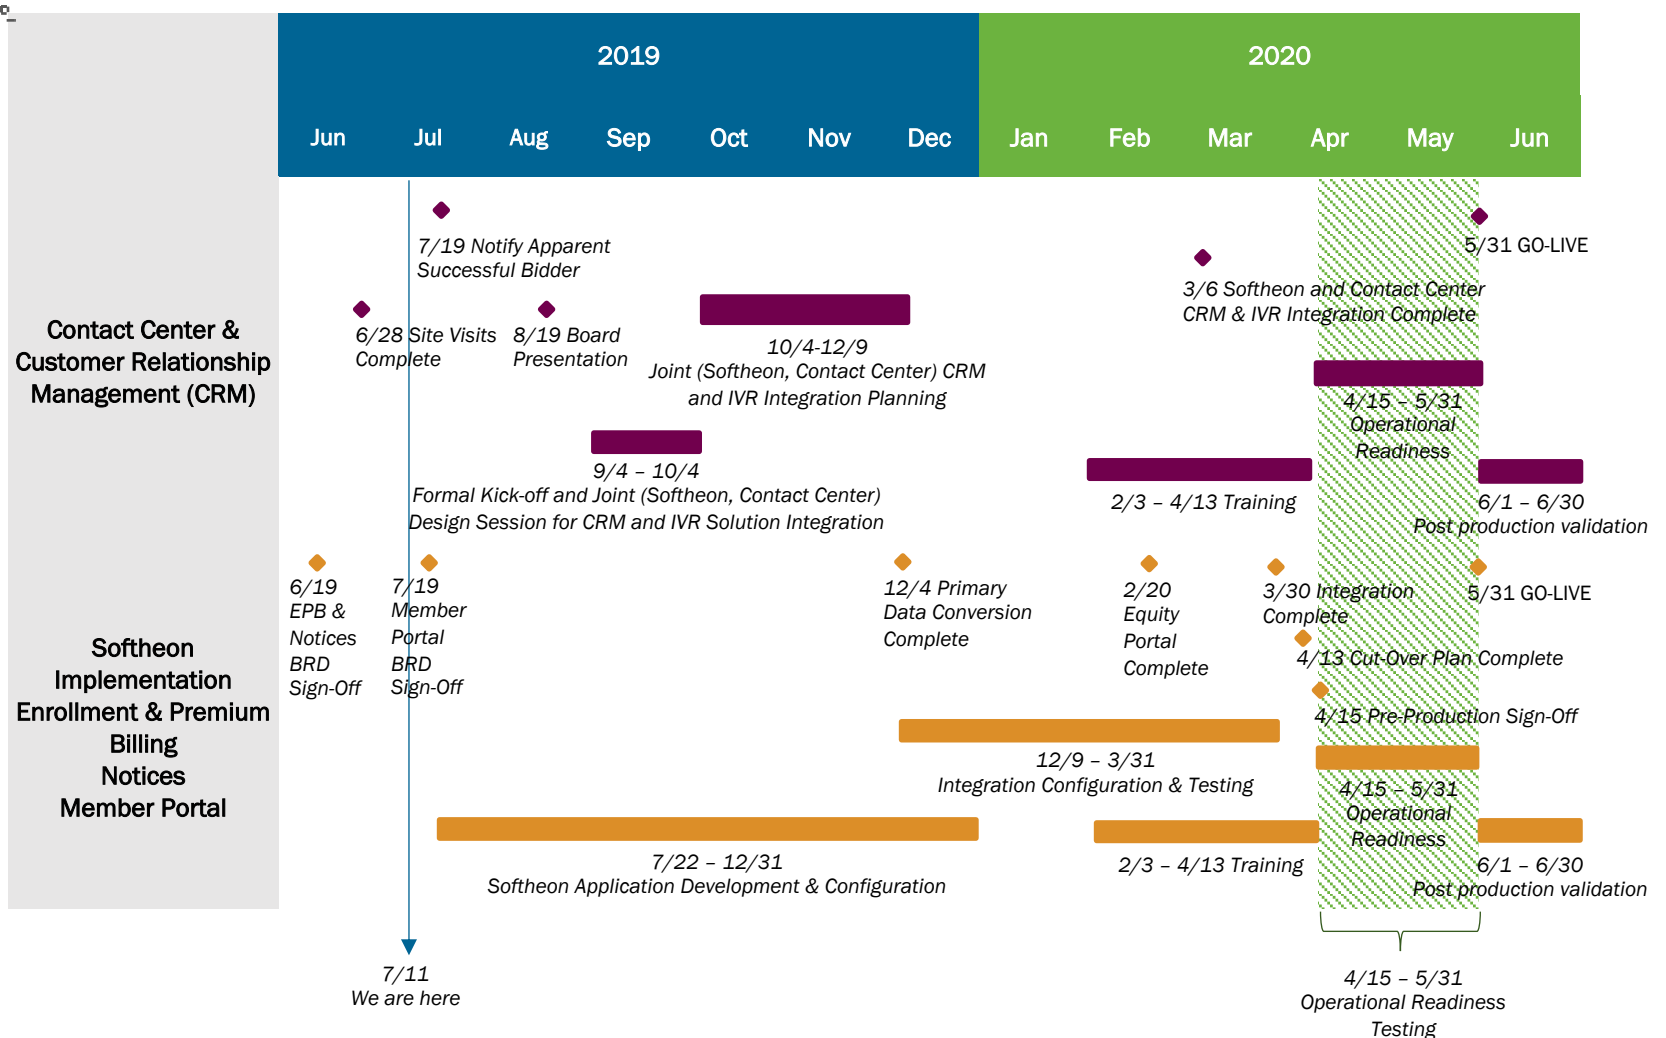 2019
2020
Jun
Jul
Aug
Sep
Oct
Nov
Dec
Jan
Feb
Mar
Apr
May
Jun
Contact Center &
Customer Relationship
Management (CRM)
7/19 Notify Apparent
Successful Bidder
5/31 GO-LIVE
3/6 Softheon and Contact Center
CRM & IVR Integration Complete
6/28 Site Visits
Complete
8/19 Board
Presentation
10/4-12/9
Joint (Softheon, Contact Center) CRM
and IVR Integration Planning
4/15 – 5/31
Operational
Readiness
9/4 – 10/4
Formal Kick-off and Joint (Softheon, Contact Center)
Design Session for CRM and IVR Solution Integration
2/3 – 4/13 Training
6/1 – 6/30
Post production validation
Softheon
Implementation
Enrollment & Premium
Billing
Notices
Member Portal
6/19
EPB &
Notices
BRD
Sign-Off
7/19
Member
Portal
BRD
Sign-Off
12/4 Primary
Data Conversion
Complete
2/20
Equity
Portal
Complete
3/30 Integration
Complete
5/31 GO-LIVE
4/13 Cut-Over Plan Complete
4/15 Pre-Production Sign-Off
12/9 – 3/31
Integration Configuration & Testing
4/15 – 5/31
Operational
Readiness
7/22 – 12/31
Softheon Application Development & Configuration
2/3 – 4/13 Training
6/1 – 6/30
Post production validation
7/11
We are here
4/15 – 5/31
Operational Readiness
Testing